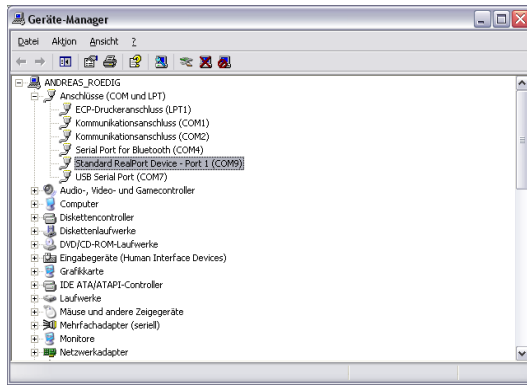 Geräte-Manager
Datei Aktion Ansicht ?
ANDREAS_ROEDIG
Anschlüsse (COM und LPT)
ECP-Druckeranschluss (LPT1)
Kommunikationsanschluss (COM1)
Kommunikationsanschluss (COM2)
Serial Port for Bluetooth (COM4)
Standard RealPort Device - Port 1 (COM9)
USB Serial Port (COM7)
Audio-, Video- und Gamecontroller
Computer
Diskettencontroller
Diskettenlaufwerke
DVD/CD-ROM-Laufwerke
Eingabegeräte (Human Interface Devices)
Grafikkarte
IDE ATA/ATAPI-Controller
Laufwerke
Mäuse und andere Zeigegeräte
Mehrfachadapter (seriell)
Monitore
Netzwerkadapter